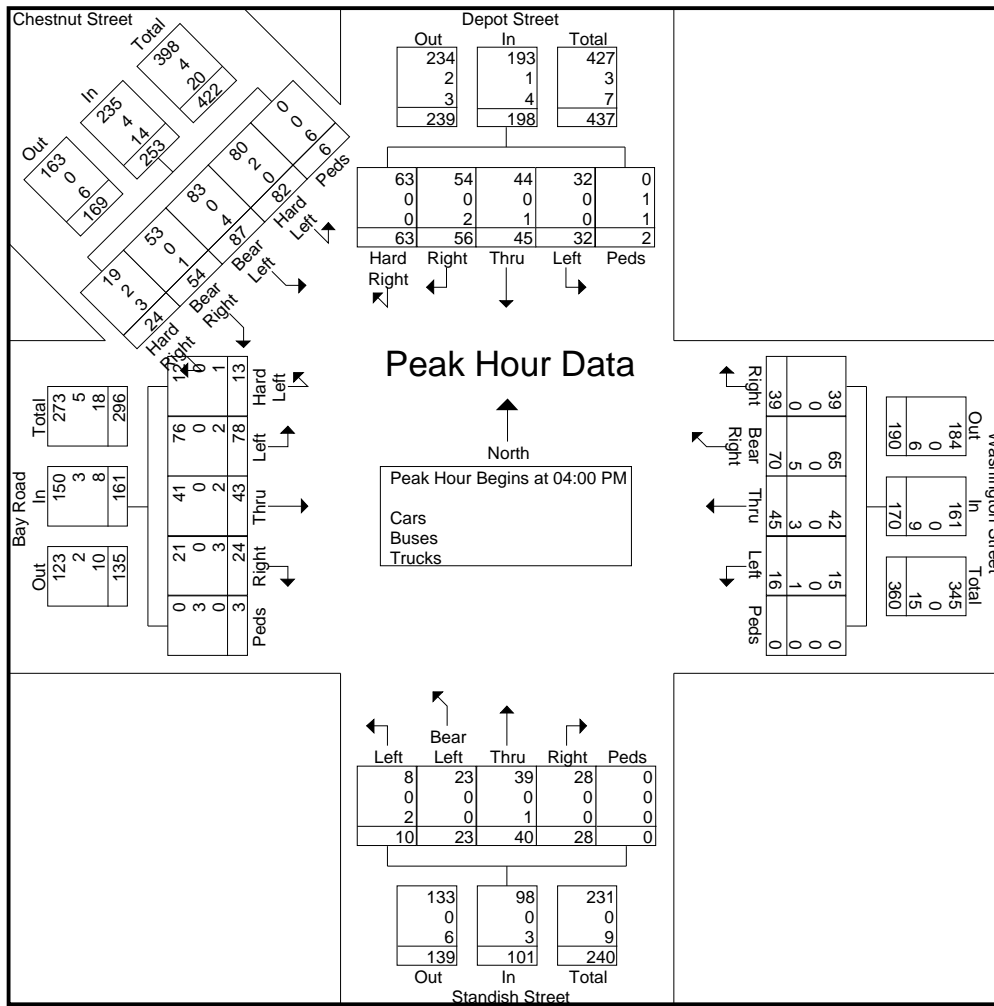 Chestnut Street
Out
163
0
6
169
In
235
4
14
253
Total
398
4
20
422
19
2
3
24
Hard
Right
53
0
1
54
Bear
Right
83
0
4
87
Bear
Left
80
2
0
82
Hard
Left
0
0
6
6
Peds
Depot Street
Out In Total
234 193 427
2 1 3
3 4 7
239 198 437
63 54 44 32 0
0 0 0 0 1
0 2 1 0 1
63 56 45 32 2
Hard Right Thru Left Peds
Right
Peak Hour Data
North
Peak Hour Begins at 04:00 PM
Cars
Buses
Trucks
Bay Road
Total
273 5 18 296
In
150 3 8 161
Out
123 2 10 135
12 0 1 13
Hard
Left
76 0 2 78
Left
41 0 2 43
Thru
21 0 3 24
Right
0 3 0 3
Peds
Washington Street
Out
190 6 0 184
In
170 9 0 161
Total
360 15 0 345
Right
39 0 0 39
Bear
Right
70 5 0 65
Thru
45 3 0 42
Left
16 1 0 15
Peds
0 0 0 0
Bear
Left Left Thru Right Peds
8 23 39 28 0
0 0 0 0 0
2 0 1 0 0
10 23 40 28 0
133 98 231
0 0 0
6 3 9
139 101 240
Out In Total
Standish Street